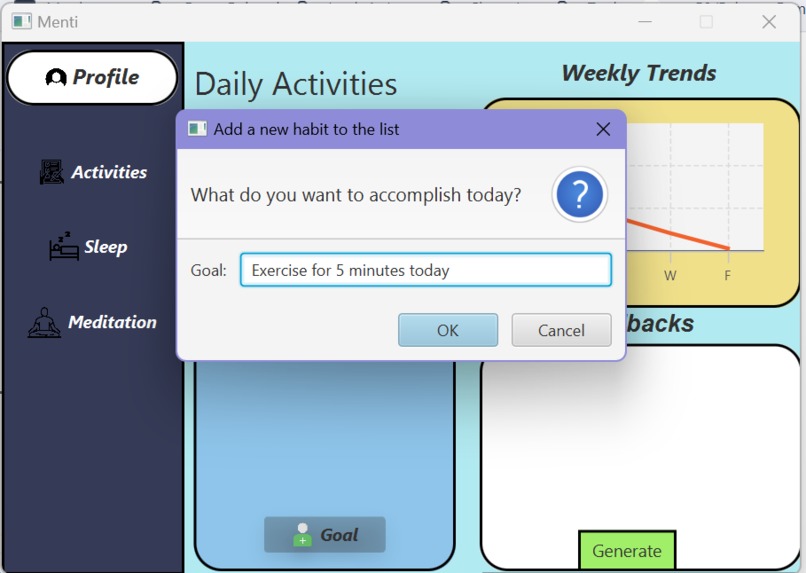 Menti
Profile
Daily Activities
Weekly Trends
Add a new habit to the list
What do you want to accomplish today?
Activities
Sleep
Goal: Exercise for 5 minutes today
W F
Meditation
OK Cancel
backs
Goal
Generate